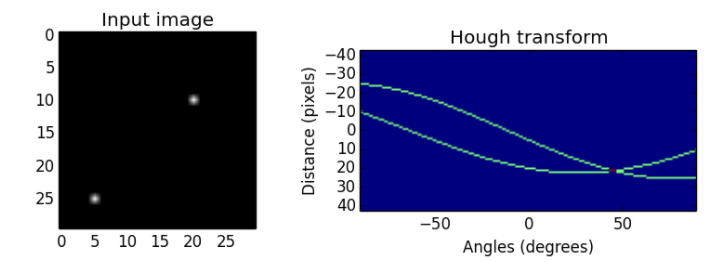 Input image
0
5
10
15
20
25
0 5 10 15 20 25
Hough transform
Distance (pixels)
−40
−30
−20
−10
0
10
20
30
40
−50 0 50
Angles (degrees)